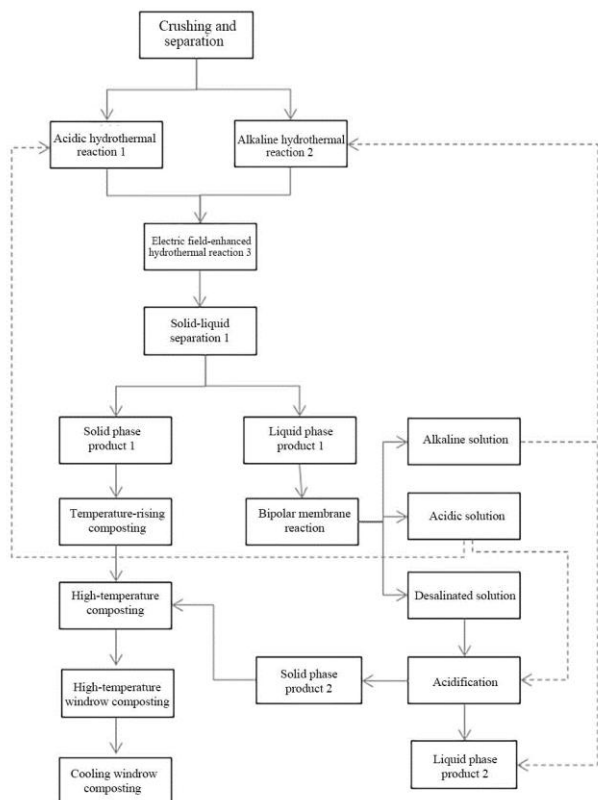 Crushing and
separation
Acidic hydrothermal
reaction 1
Alkaline hydrothermal
reaction 2
Electric field-enhanced
hydrothermal reaction 3
Solid-liquid
separation 1
Solid phase
product 1
Liquid phase
product 1
Alkaline solution
Temperature-rising
composting
Bipolar membrane
reaction
Acidic solution
High-temperature
composting
Desalinated solution
Solid phase
product 2
Acidification
High-temperature
windrow composting
Liquid phase
product 2
Cooling windrow
composting